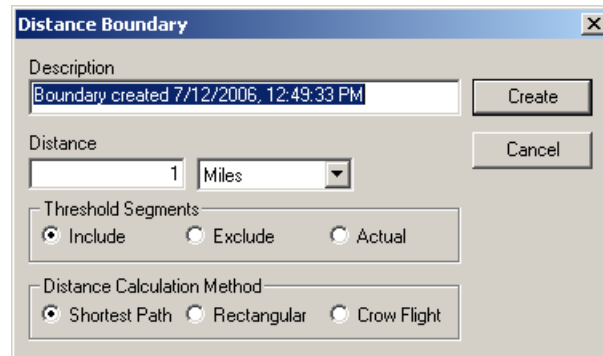 Distance Boundary
Description
Boundary created 7/12/2006, 12:49:33 PM
Create
Distance
Cancel
1 Miles
Threshold Segments
Include Exclude Actual
Distance Calculation Method
Shortest Path Rectangular Crow Flight